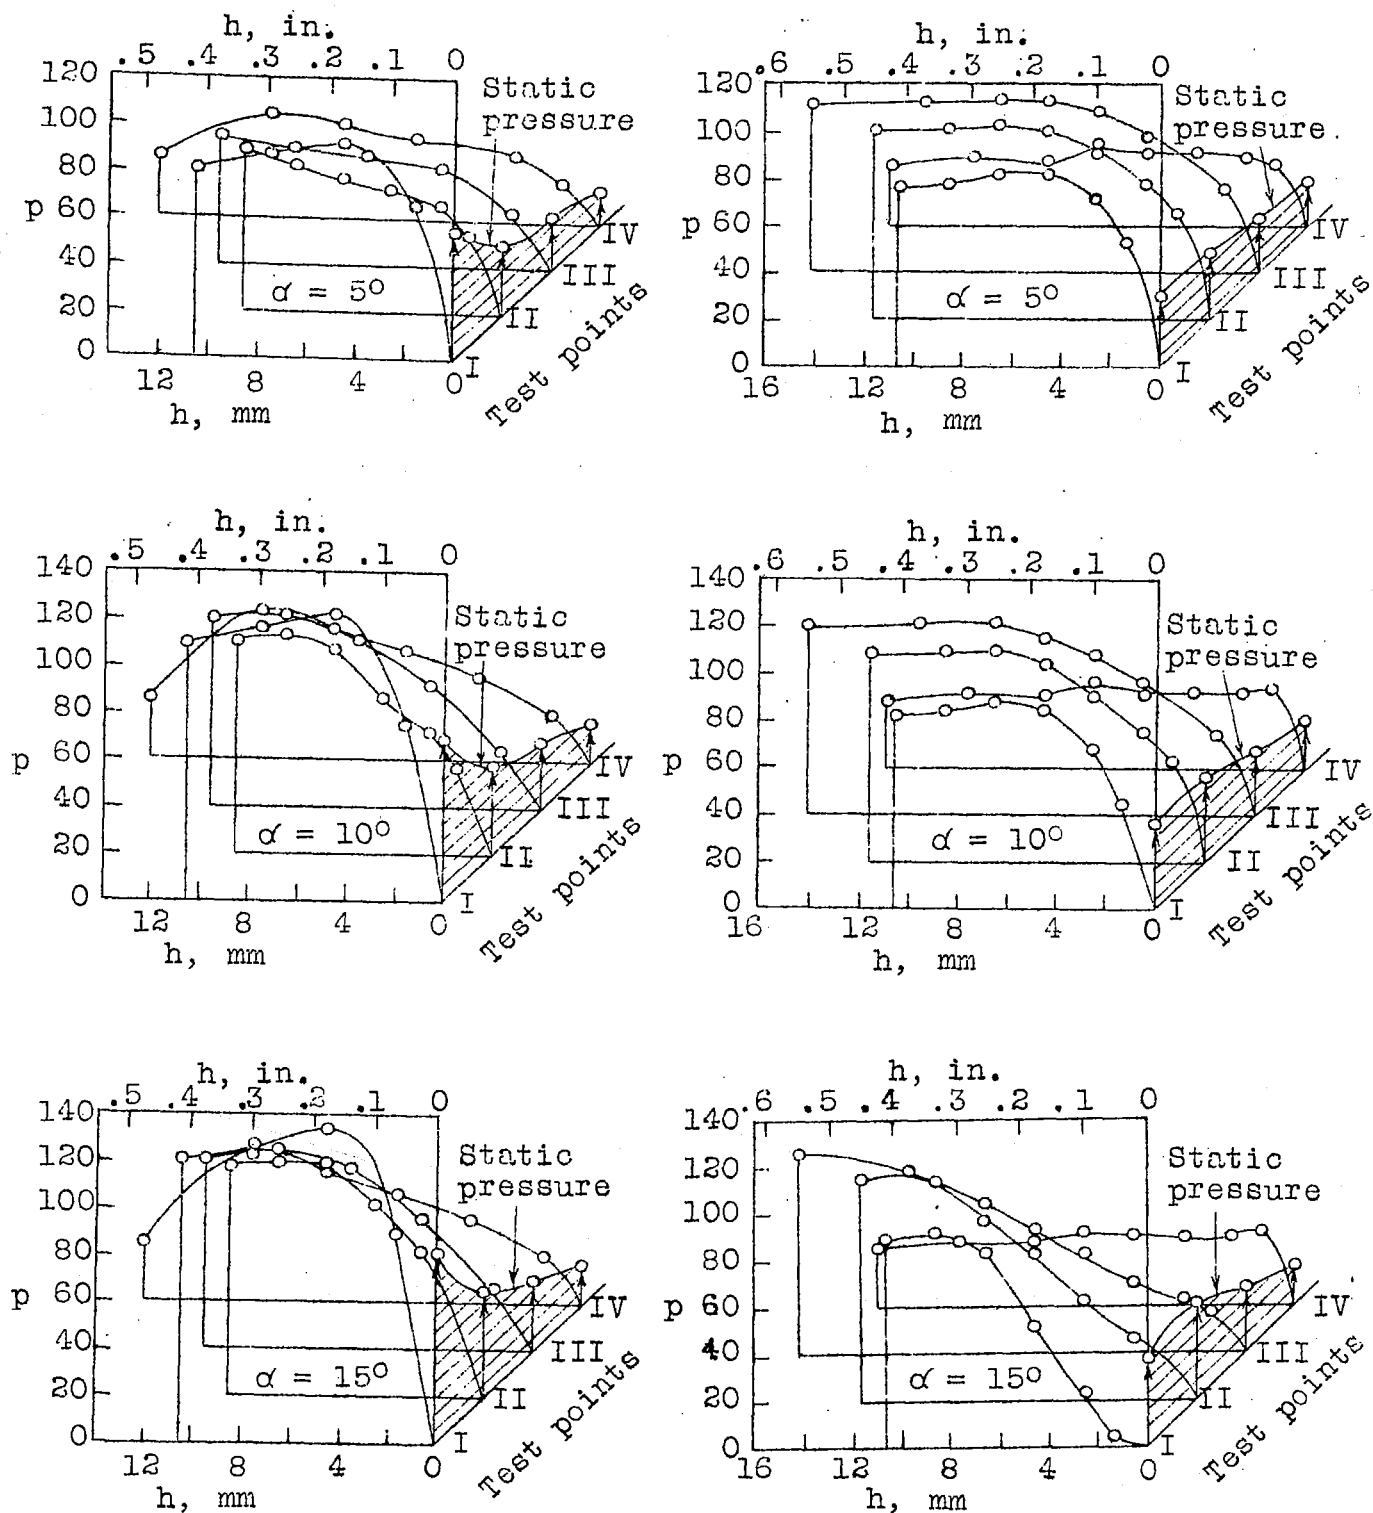 h, in.
.5 .4 .3 .2 .1 0
120
100
80
p 60
40
20
0
Static
pressure
α = 5°
I
II
III
IV
Test points
12 8 4 0
h, mm
h, in.
.6 .5 .4 .3 .2 .1 0
120
100
80
p 60
40
20
0
Static
pressure
α = 5°
I
II
III
IV
Test points
16 12 8 4 0
h, mm
h, in.
.5 .4 .3 .2 .1 0
140
120
100
80
p 60
40
20
0
Static
pressure
α = 10°
I
II
III
IV
Test points
12 8 4 0
h, mm
h, in.
.6 .5 .4 .3 .2 .1 0
140
120
100
80
p 60
40
20
0
Static
pressure
α = 10°
I
II
III
IV
Test points
16 12 8 4 0
h, mm
h, in.
.5 .4 .3 .2 .1 0
140
120
100
80
p 60
40
20
0
Static
pressure
α = 15°
I
II
III
IV
Test points
12 8 4 0
h, mm
h, in.
.6 .5 .4 .3 .2 .1 0
140
120
100
80
p 60
40
20
0
Static
pressure
α = 15°
I
II
III
IV
Test points
16 12 8 4 0
h, mm